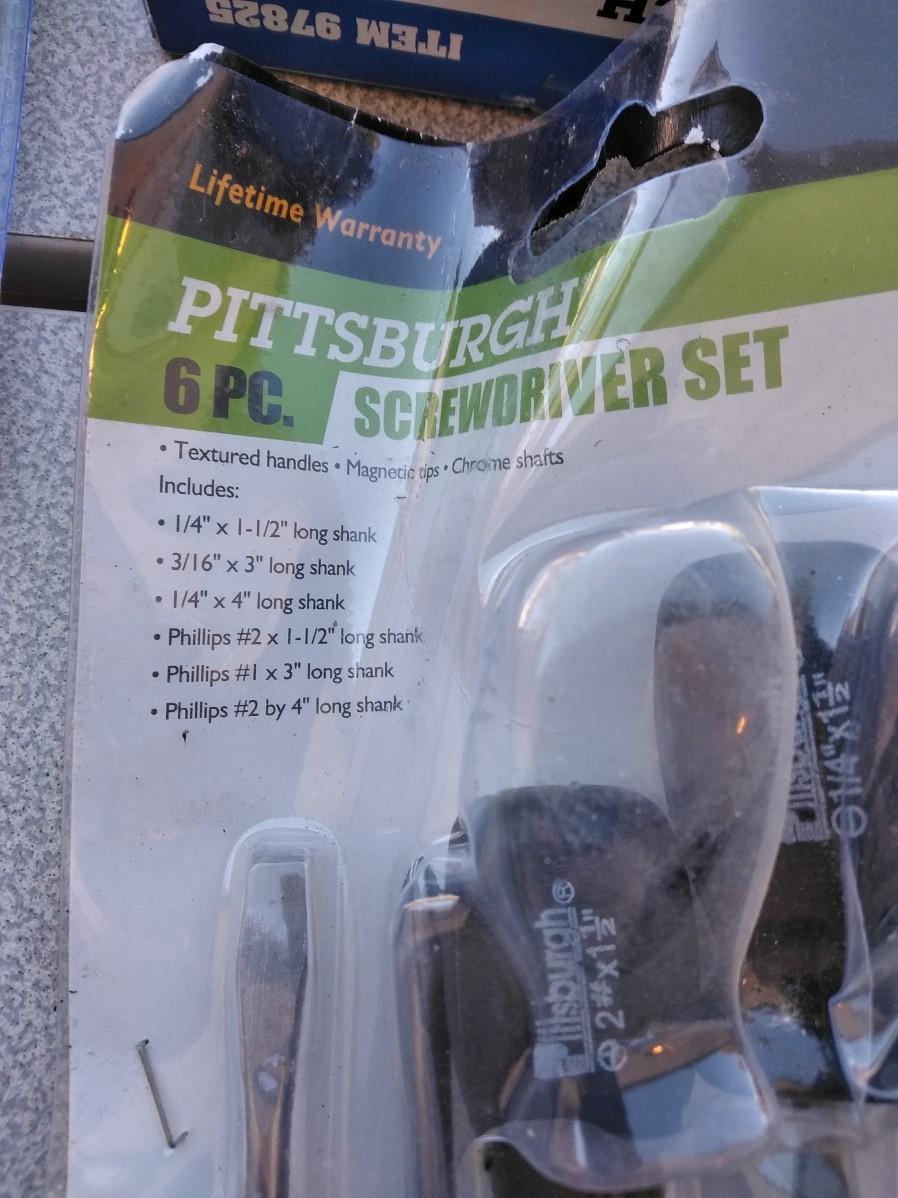 ITEM 97825
Lifetime Warranty
PITTSBURGH®
6 PC. SCREWDRIVER SET
• Textured handles • Magnetic tips • Chrome shafts
Includes:
• 1/4" x 1-1/2" long shank
• 3/16" x 3" long shank
• 1/4" x 4" long shank
• Phillips #2 x 1-1/2" long shank
• Phillips #1 x 3" long shank
• Phillips #2 by 4" long shank
Pittsburgh®
2#x1½"
Pittsburgh
1/4"x1½"